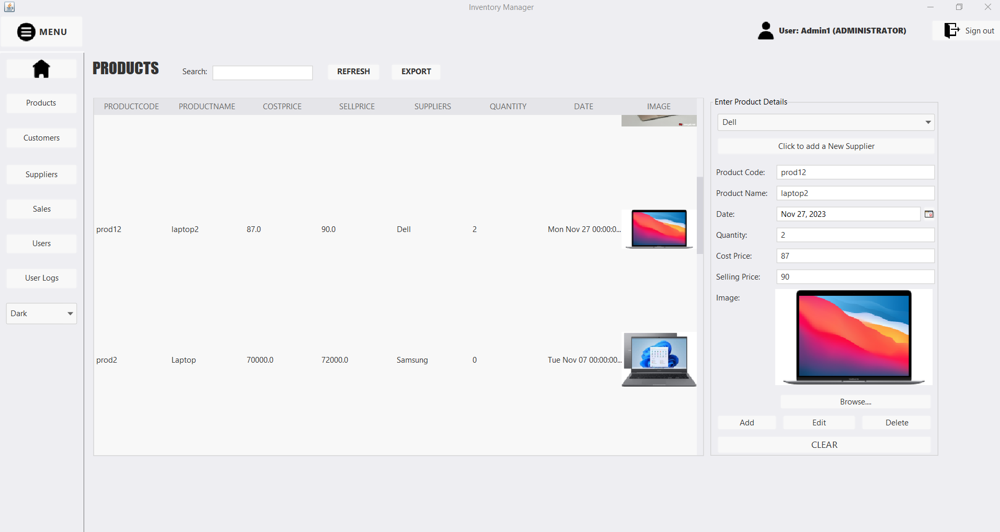 Inventory Manager
MENU
User: Admin1 (ADMINISTRATOR)
Sign out
PRODUCTS
Search:
REFRESH
EXPORT
Products
Customers
Suppliers
Sales
Users
User Logs
Dark
PRODUCTCODE PRODUCTNAME COSTPRICE SELLPRICE SUPPLIERS QUANTITY DATE IMAGE
prod12 laptop2 87.0 90.0 Dell 2 Mon Nov 27 00:00:0...
prod2 Laptop 70000.0 72000.0 Samsung 0 Tue Nov 07 00:00:00...
Enter Product Details
Dell
Click to add a New Supplier
Product Code: prod12
Product Name: laptop2
Date: Nov 27, 2023
Quantity: 2
Cost Price: 87
Selling Price: 90
Image:
Browse....
Add Edit Delete
CLEAR